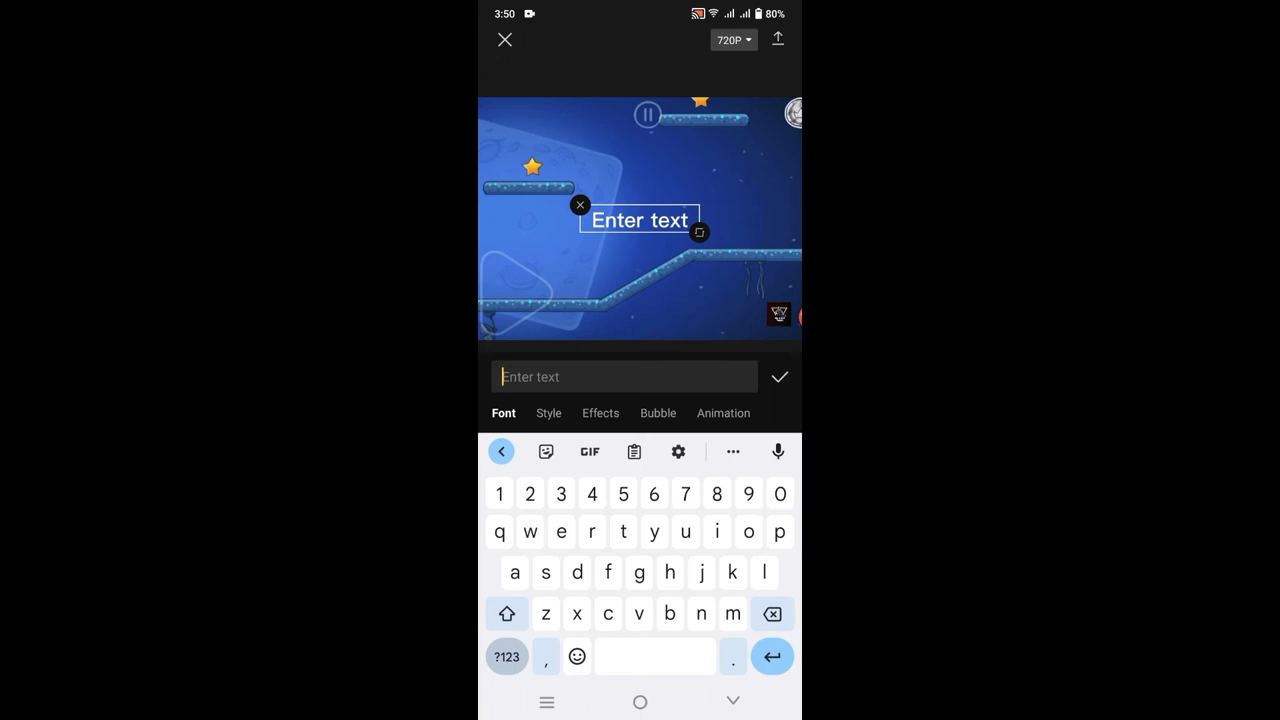 3:50
80%
720P
Enter text
Enter text
Font Style Effects Bubble Animation
GIF
1 2 3 4 5 6 7 8 9 0
q w e r t y u i o p
a s d f g h j k l
z x c v b n m
?123 , .